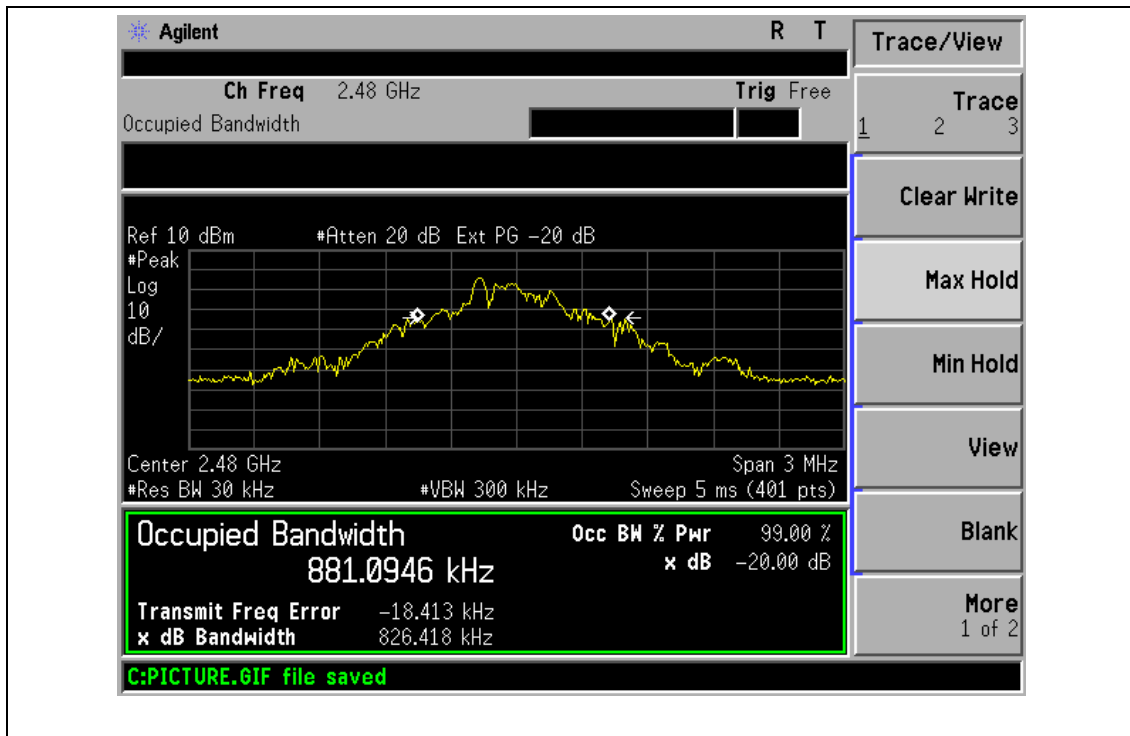 Agilent
R T
Ch Freq 2.48 GHz
Trig Free
Occupied Bandwidth
Ref 10 dBm #Atten 20 dB Ext PG −20 dB
#Peak
Log
10
dB/
Center 2.48 GHz
Span 3 MHz
#Res BW 30 kHz
#VBW 300 kHz
Sweep 5 ms (401 pts)
Occupied Bandwidth
881.0946 kHz
Occ BW % Pwr 99.00 %
x dB −20.00 dB
Transmit Freq Error −18.413 kHz
x dB Bandwidth 826.418 kHz
C:PICTURE.GIF file saved
Trace/View
Trace
1 2 3
Clear Write
Max Hold
Min Hold
View
Blank
More
1 of 2